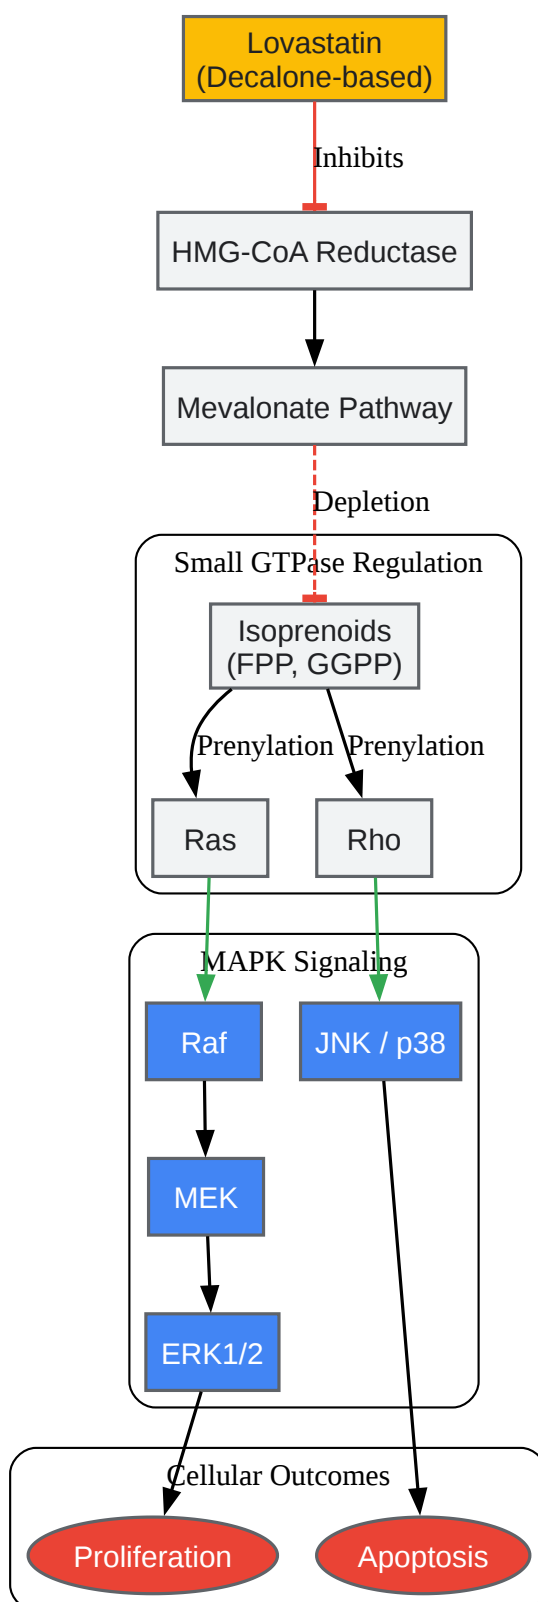 Lovastatin
(Decalone-based)
Inhibits
HMG-CoA Reductase
Mevalonate Pathway
Depletion
Small GTPase Regulation
Isoprenoids
(FPP, GGPP)
Prenylation Prenylation
Ras Rho
MAPK Signaling
Raf JNK / p38
MEK
ERK1/2
Cellular Outcomes
Proliferation Apoptosis